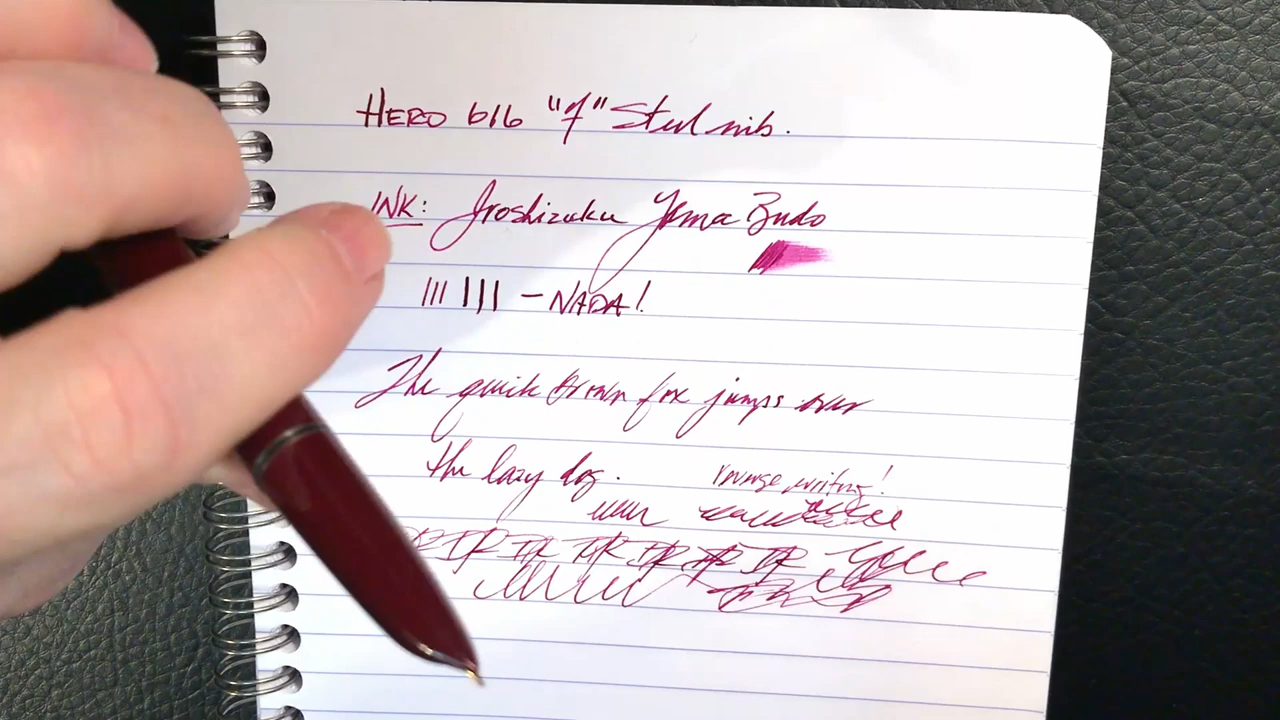 HERO 616 "f" Steel nib.
INK: Iroshizuku Yama Budo
— NADA!
The quick brown fox jumps over
the lazy dog.
reverse writing!